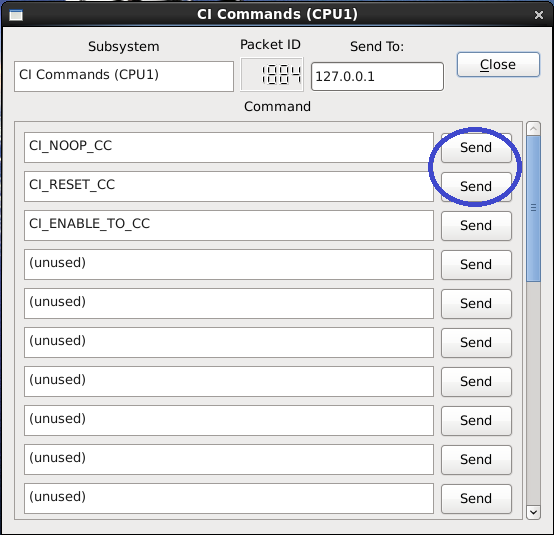 CI Commands (CPU1)
Subsystem Packet ID Send To:
CI Commands (CPU1) 1884 127.0.0.1 Close
Command
CI_NOOP_CC Send
CI_RESET_CC Send
CI_ENABLE_TO_CC Send
(unused) Send
(unused) Send
(unused) Send
(unused) Send
(unused) Send
(unused) Send
(unused) Send